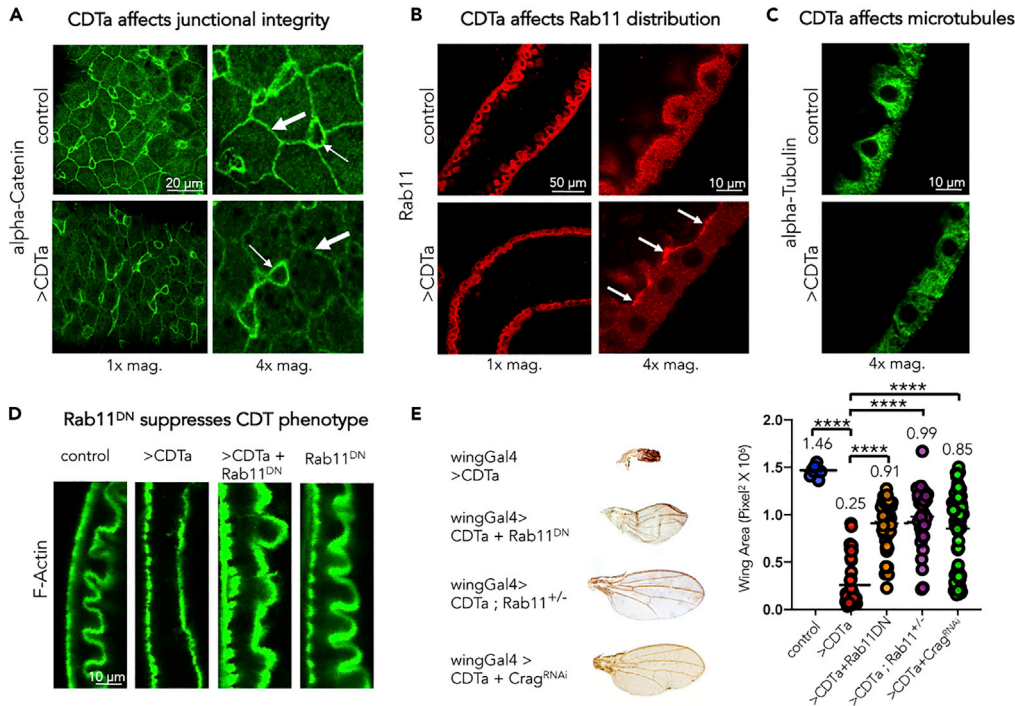 A CDTa affects junctional integrity
alpha-Catenin
control
>CDTa
20 µm
1x mag.
4x mag.
B CDTa affects Rab11 distribution
Rab11
control
>CDTa
50 µm
10 µm
1x mag.
4x mag.
C CDTa affects microtubules
alpha-Tubulin
control
>CDTa
10 µm
4x mag.
D Rab11ᴰᴺ suppresses CDT phenotype
control
>CDTa
>CDTa +
Rab11ᴰᴺ
Rab11ᴰᴺ
F-Actin
10 µm
E
wingGal4
>CDTa
wingGal4>
CDTa + Rab11ᴰᴺ
wingGal4>
CDTa ; Rab11⁺/⁻
wingGal4 >
CDTa + Cragᴿᴺᴬⁱ
Wing Area (Pixel² X 10⁶)
2.0
1.5
1.0
0.5
0.0
****
****
****
****
1.46
0.25
0.91
0.99
0.85
control
>CDTa
>CDTa+Rab11DN
>CDTa ; Rab11⁺/⁻
>CDTa+Cragᴿᴺᴬⁱ